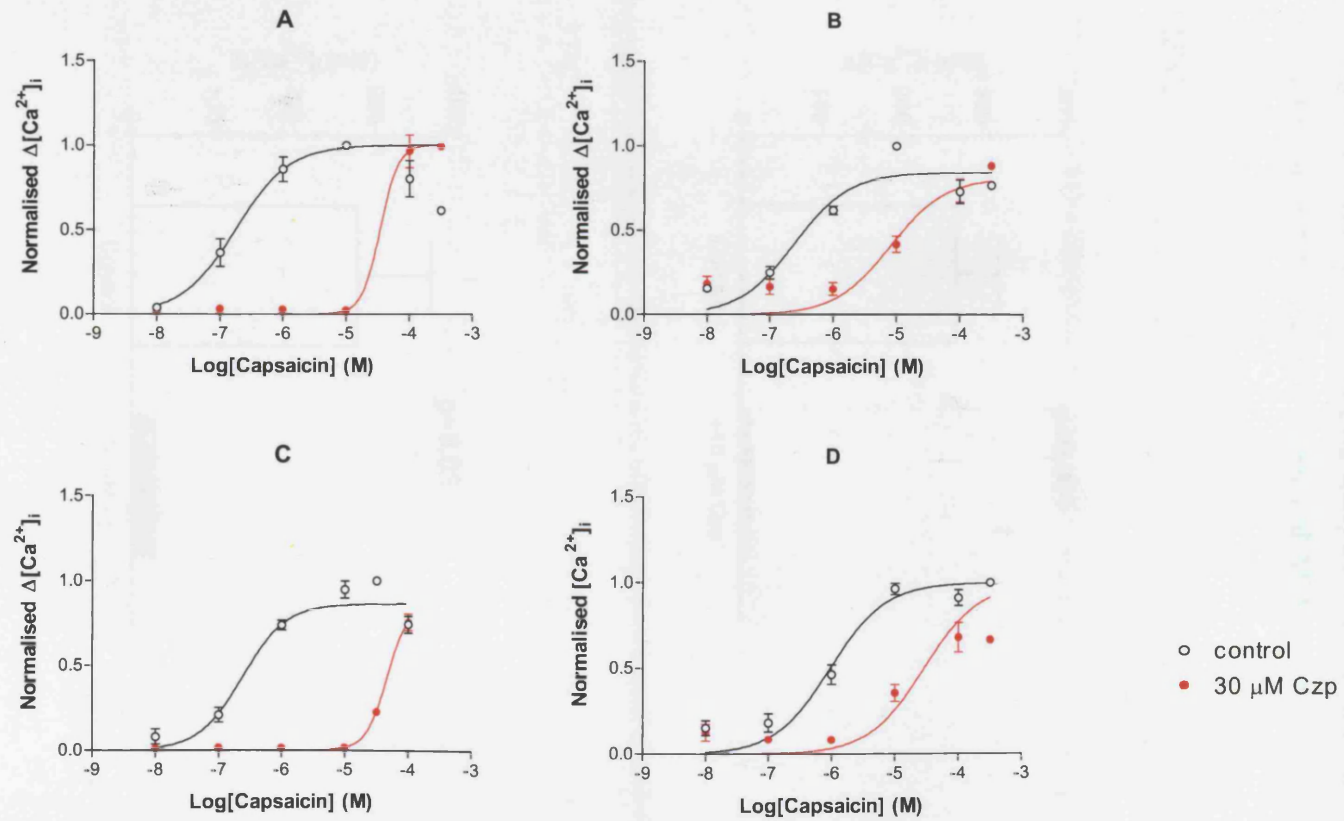 A
Normalised Δ[Ca²⁺]ᵢ
1.5
1.0
0.5
0.0
-9 -8 -7 -6 -5 -4 -3
Log[Capsaicin] (M)
B
Normalised Δ[Ca²⁺]ᵢ
1.5
1.0
0.5
0.0
-9 -8 -7 -6 -5 -4 -3
Log[Capsaicin] (M)
C
Normalised Δ[Ca²⁺]ᵢ
1.5
1.0
0.5
0.0
-9 -8 -7 -6 -5 -4 -3
Log[Capsaicin] (M)
D
Normalised [Ca²⁺]ᵢ
1.5
1.0
0.5
0.0
-9 -8 -7 -6 -5 -4 -3
Log[Capsaicin] (M)
control
30 μM Czp